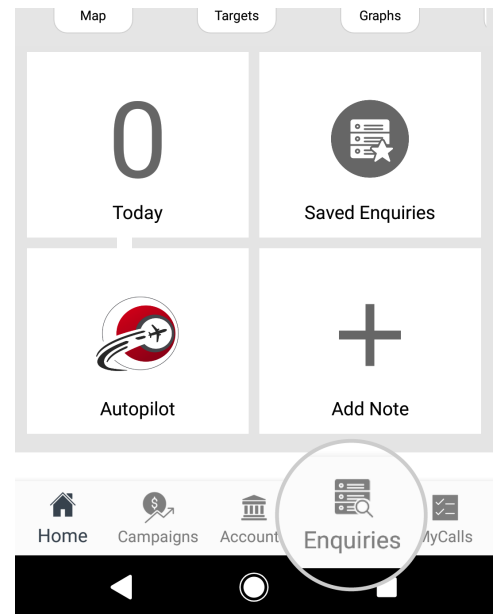 Map Targets Graphs
0
Today Saved Enquiries
Autopilot Add Note
$
Home Campaigns Account Enquiries MyCalls